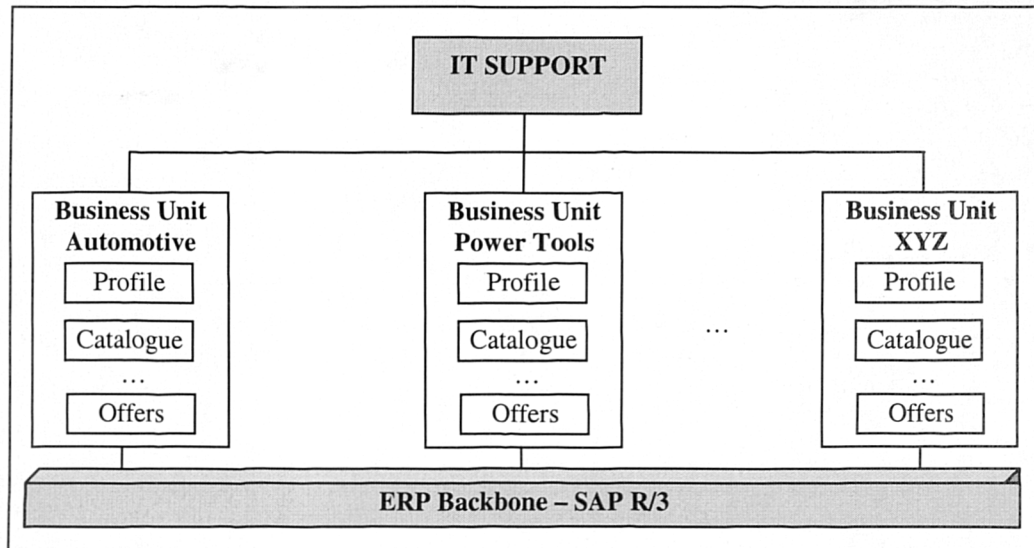 IT SUPPORT
Business Unit
Automotive
Profile
Catalogue
…
Offers
Business Unit
Power Tools
Profile
Catalogue
…
Offers
…
Business Unit
XYZ
Profile
Catalogue
…
Offers
ERP Backbone – SAP R/3